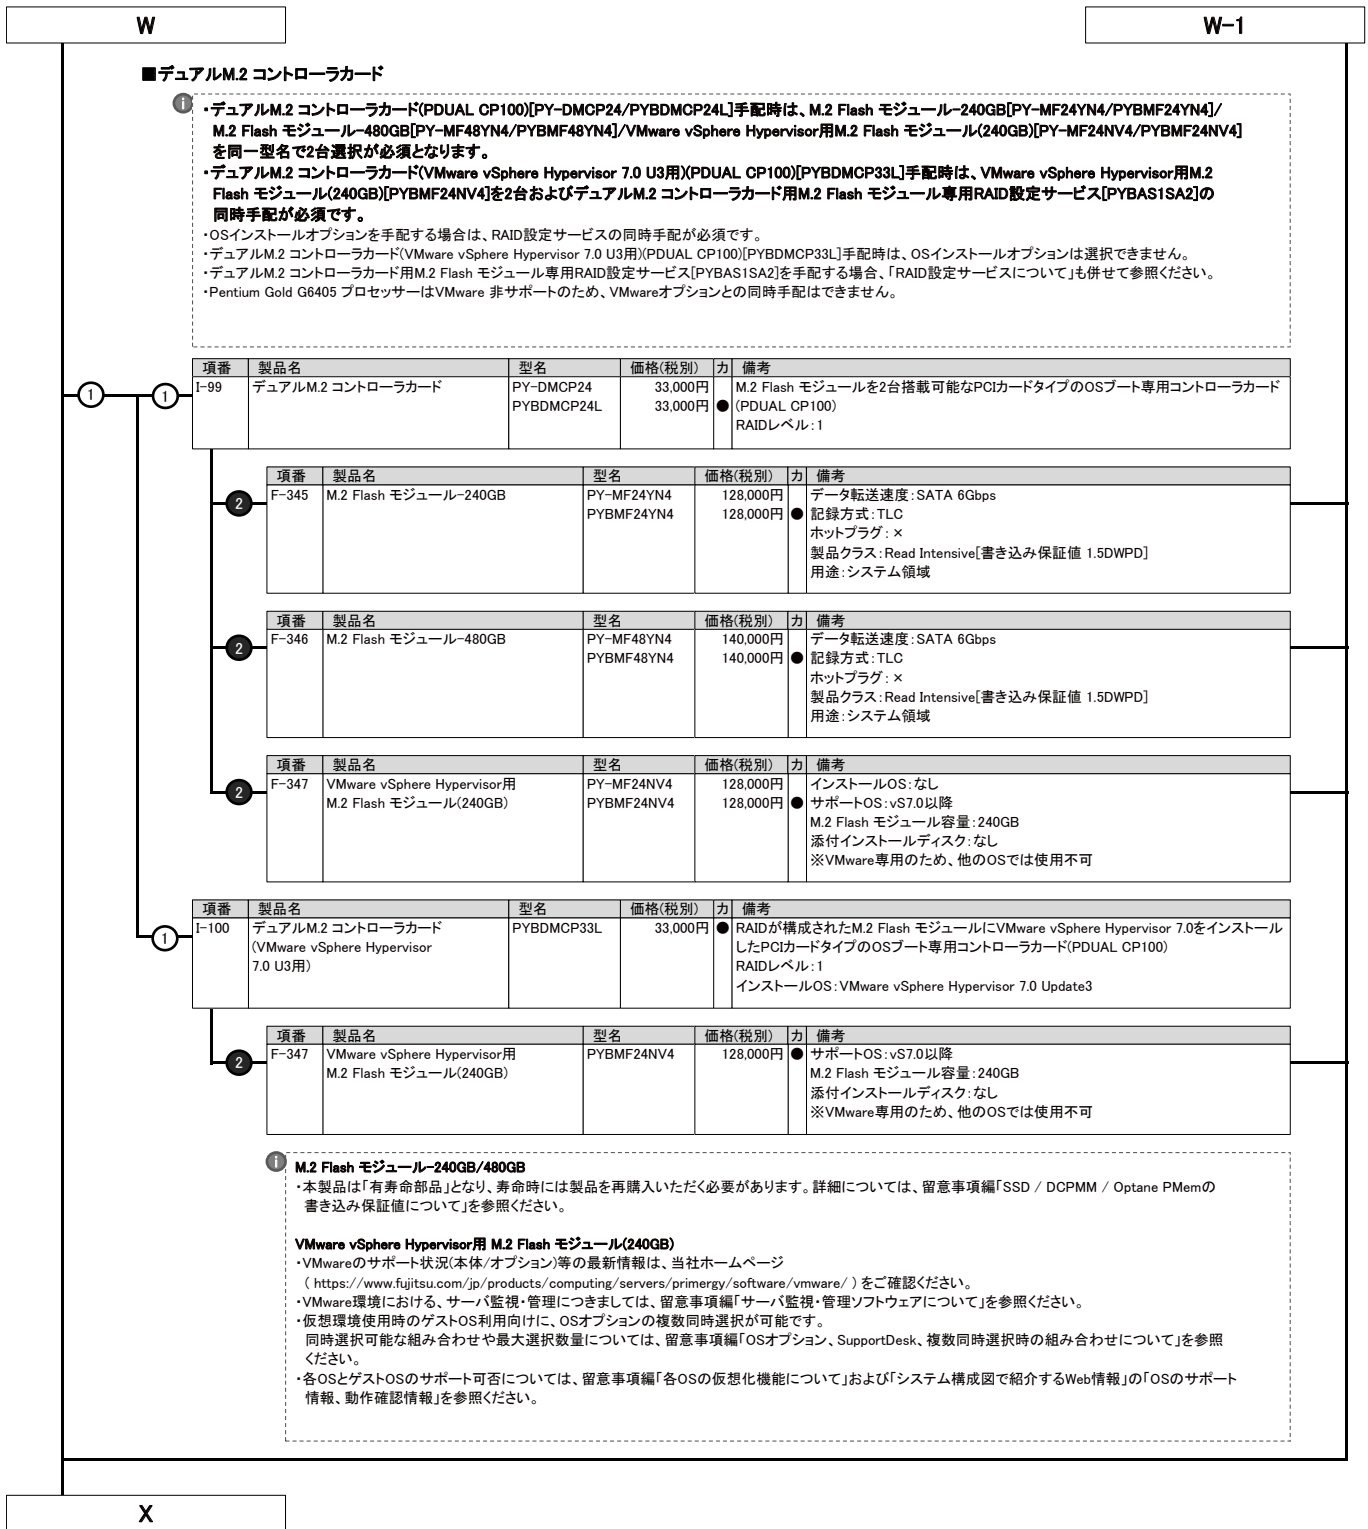 W
W-1
■デュアルM.2 コントローラカード
・デュアルM.2 コントローラカード(PDUAL CP100)[PY-DMCP24/PYBDMCP24L]手配時は、M.2 Flash モジュール-240GB[PY-MF24YN4/PYBMF24YN4]/
M.2 Flash モジュール-480GB[PY-MF48YN4/PYBMF48YN4]/VMware vSphere Hypervisor用M.2 Flash モジュール(240GB)[PY-MF24NV4/PYBMF24NV4]
を同一型名で2台選択が必須となります。
・デュアルM.2 コントローラカード(VMware vSphere Hypervisor 7.0 U3用)(PDUAL CP100)[PYBDMCP33L]手配時は、VMware vSphere Hypervisor用M.2
Flash モジュール(240GB)[PYBMF24NV4]を2台およびデュアルM.2 コントローラカード用M.2 Flash モジュール専用RAID設定サービス[PYBAS1SA2]の
同時手配が必須です。
・OSインストールオプションを手配する場合は、RAID設定サービスの同時手配が必須です。
・デュアルM.2 コントローラカード(VMware vSphere Hypervisor 7.0 U3用)(PDUAL CP100)[PYBDMCP33L]手配時は、OSインストールオプションは選択できません。
・デュアルM.2 コントローラカード用M.2 Flash モジュール専用RAID設定サービス[PYBAS1SA2]を手配する場合、「RAID設定サービスについて」も併せて参照ください。
・Pentium Gold G6405 プロセッサーはVMware 非サポートのため、VMwareオプションとの同時手配はできません。
項番 製品名 型名 価格(税別) カ 備考
1 1 I-99 デュアルM.2 コントローラカード PY-DMCP24 33,000円 M.2 Flash モジュールを2台搭載可能なPCIカードタイプのOSブート専用コントローラカード
PYBDMCP24L 33,000円 ● (PDUAL CP100)
RAIDレベル:1
項番 製品名 型名 価格(税別) カ 備考
2 F-345 M.2 Flash モジュール-240GB PY-MF24YN4 128,000円 データ転送速度:SATA 6Gbps
PYBMF24YN4 128,000円 ● 記録方式:TLC
ホットプラグ:×
製品クラス:Read Intensive[書き込み保証値 1.5DWPD]
用途:システム領域
項番 製品名 型名 価格(税別) カ 備考
2 F-346 M.2 Flash モジュール-480GB PY-MF48YN4 140,000円 データ転送速度:SATA 6Gbps
PYBMF48YN4 140,000円 ● 記録方式:TLC
ホットプラグ:×
製品クラス:Read Intensive[書き込み保証値 1.5DWPD]
用途:システム領域
項番 製品名 型名 価格(税別) カ 備考
2 F-347 VMware vSphere Hypervisor用 PY-MF24NV4 128,000円 インストールOS:なし
M.2 Flash モジュール(240GB) PYBMF24NV4 128,000円 ● サポートOS:vS7.0以降
M.2 Flash モジュール容量:240GB
添付インストールディスク:なし
※VMware専用のため、他のOSでは使用不可
項番 製品名 型名 価格(税別) カ 備考
1 I-100 デュアルM.2 コントローラカード PYBDMCP33L 33,000円 ● RAIDが構成されたM.2 Flash モジュールにVMware vSphere Hypervisor 7.0をインストール
(VMware vSphere Hypervisor したPCIカードタイプのOSブート専用コントローラカード(PDUAL CP100)
7.0 U3用) RAIDレベル:1
インストールOS:VMware vSphere Hypervisor 7.0 Update3
項番 製品名 型名 価格(税別) カ 備考
2 F-347 VMware vSphere Hypervisor用 PYBMF24NV4 128,000円 ● サポートOS:vS7.0以降
M.2 Flash モジュール(240GB) M.2 Flash モジュール容量:240GB
添付インストールディスク:なし
※VMware専用のため、他のOSでは使用不可
M.2 Flash モジュール-240GB/480GB
・本製品は「有寿命部品」となり、寿命時には製品を再購入いただく必要があります。詳細については、留意事項編「SSD / DCPMM / Optane PMemの
書き込み保証値について」を参照ください。
VMware vSphere Hypervisor用 M.2 Flash モジュール(240GB)
・VMwareのサポート状況(本体/オプション)等の最新情報は、当社ホームページ
( https://www.fujitsu.com/jp/products/computing/servers/primergy/software/vmware/ ) をご確認ください。
・VMware環境における、サーバ監視・管理につきましては、留意事項編「サーバ監視・管理ソフトウェアについて」を参照ください。
・仮想環境使用時のゲストOS利用向けに、OSオプションの複数同時選択が可能です。
同時選択可能な組み合わせや最大選択数量については、留意事項編「OSオプション、SupportDesk、複数同時選択時の組み合わせについて」を参照
ください。
・各OSとゲストOSのサポート可否については、留意事項編「各OSの仮想化機能について」および「システム構成図で紹介するWeb情報」の「OSのサポート
情報、動作確認情報」を参照ください。
X